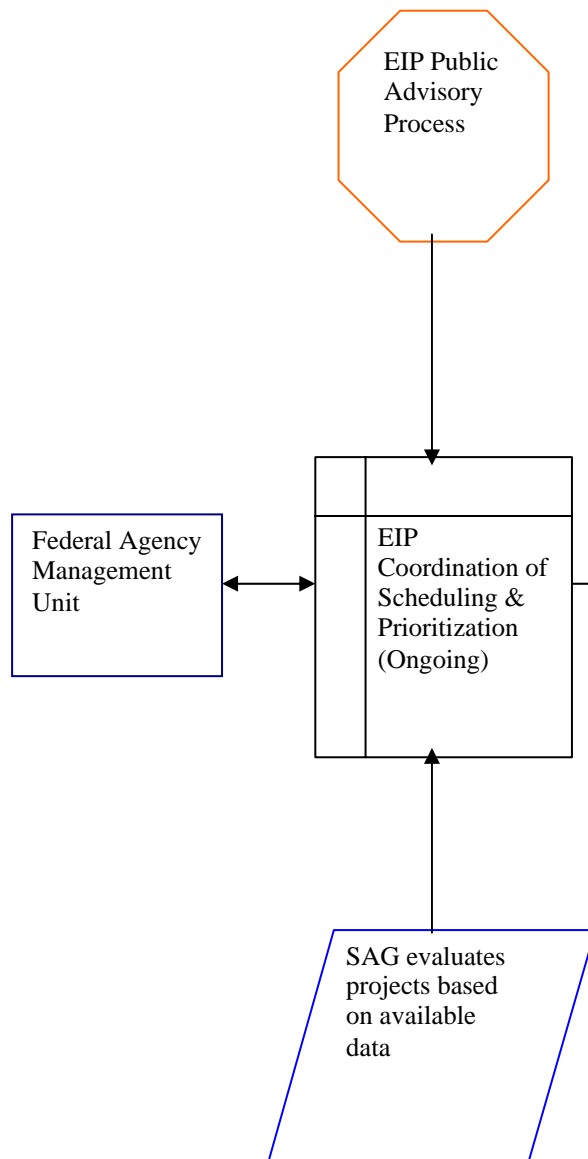 EIP Public
Advisory
Process
Federal Agency
Management
Unit
EIP
Coordination of
Scheduling &
Prioritization
(Ongoing)
SAG evaluates
projects based
on available
data